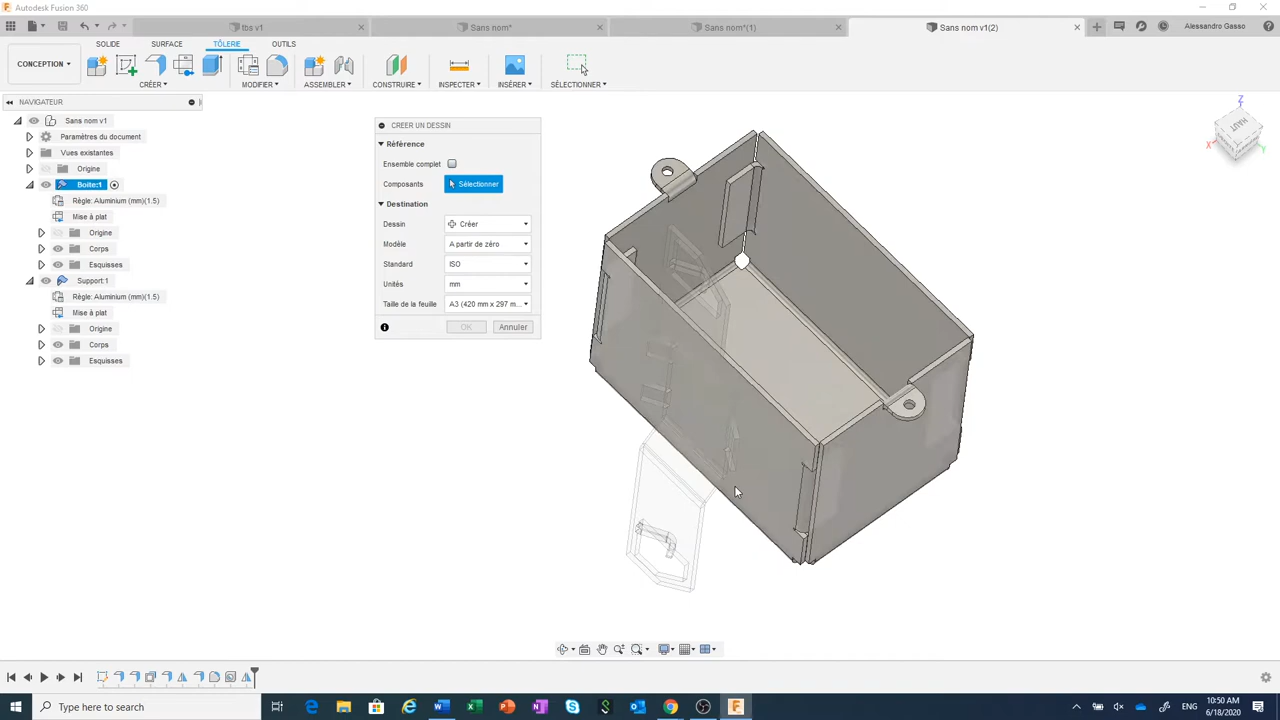 Autodesk Fusion 360
tbs v1
Sans nom*
Sans nom*(1)
Sans nom v1(2)
Alessandro Gasso
SOLIDE
SURFACE
TÔLERIE
OUTILS
CONCEPTION
CRÉER
MODIFIER
ASSEMBLER
CONSTRUIRE
INSPECTER
INSÉRER
SÉLECTIONNER
NAVIGATEUR
Sans nom v1
Paramètres du document
Vues existantes
Origine
Boite:1
Règle: Aluminium (mm)(1.5)
Mise à plat
Origine
Corps
Esquisses
Support:1
Règle: Aluminium (mm)(1.5)
Mise à plat
Origine
Corps
Esquisses
CREER UN DESSIN
Référence
Ensemble complet
Composants
Sélectionner
Destination
Dessin
Créer
Modèle
A partir de zéro
Standard
ISO
Unités
mm
Taille de la feuille
A3 (420 mm x 297 m...
OK
Annuler
Z
HAUT
X
Y
Type here to search
ENG
10:50 AM
6/18/2020